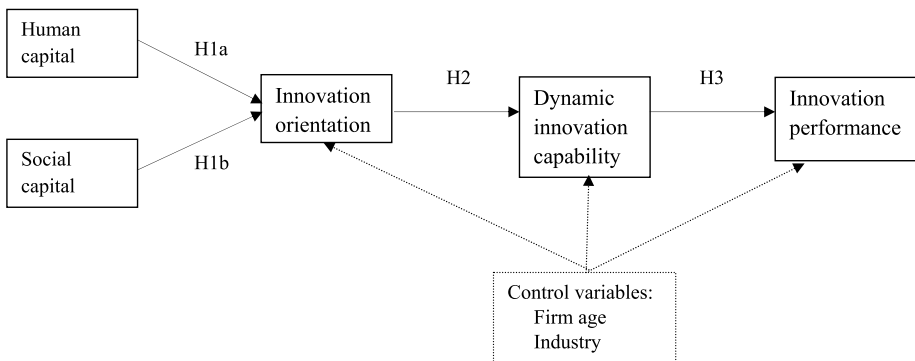 Human
capital
H1a
Innovation
orientation
H2
Dynamic
innovation
capability
H3
Innovation
performance
Social
capital
H1b
Control variables:
Firm age
Industry